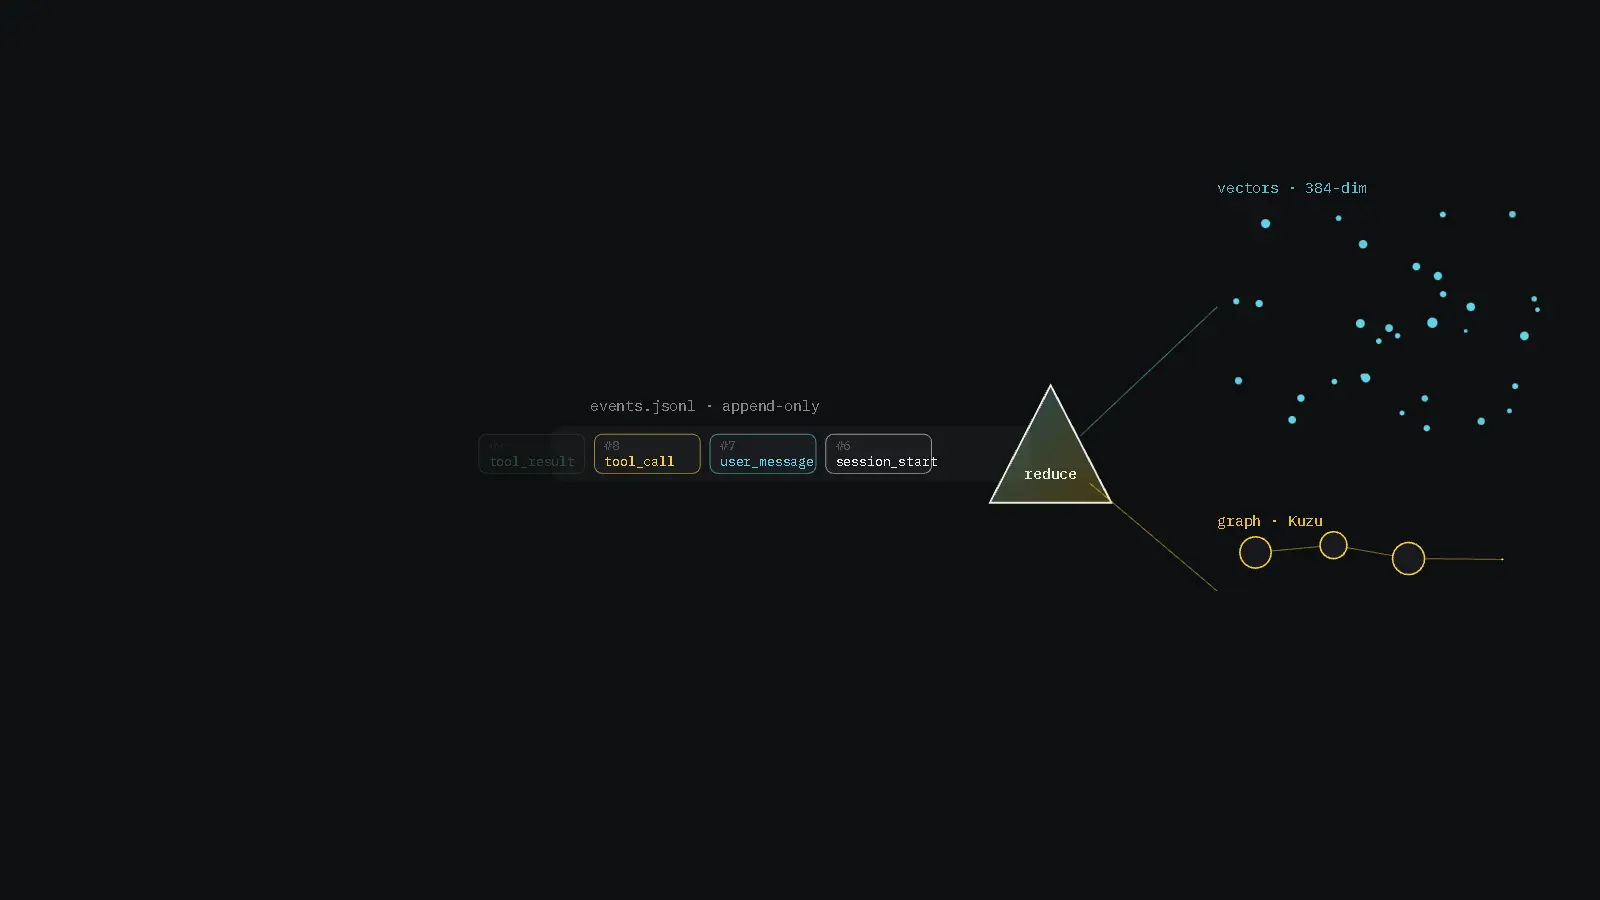 vectors · 384-dim
events.jsonl · append-only
tool_result
#8
tool_call
#7
user_message
#6
session_start
reduce
graph · Kuzu